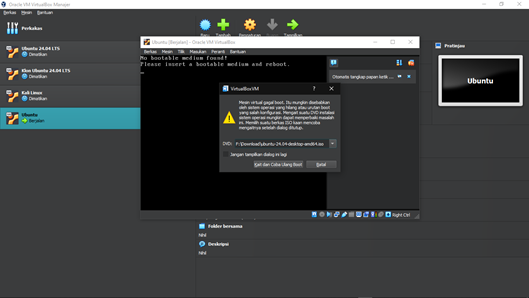 Oracle VM VirtualBox Manager
Berkas Mesin Bantuan
Perkakas
Baru Tambah Pengaturan Tampilkan
Ubuntu 24.04 LTS
Dimatikan
Klon Ubuntu 24.04 LTS
Dimatikan
Kali Linux
Dimatikan
Ubuntu
Berjalan
Ubuntu [Berjalan] - Oracle VM VirtualBox
Berkas Mesin Tilik Masukan Peranti Bantuan
No bootable medium found!
Please insert a bootable medium and reboot.
Otomatis tangkap papan ketik ...
VirtualBoxVM
Mesin virtual gagal boot. Itu mungkin disebabkan
oleh sistem operasi yang hilang atau urutan boot
yang salah konfigurasi. Mengait suatu DVD instalasi
sistem operasi mungkin dapat memperbaiki masalah
ini. Memilih suatu berkas ISO kaan mencoba
mengaitnya setelah dialog ditutup.
DVD: F:\Download\ubuntu-24.04-desktop-amd64.iso
Jangan tampilkan dialog ini lagi
Kait dan Coba Ulang Boot
Batal
Right Ctrl
Pratinjau
Ubuntu
Folder bersama
Nihil
Deskripsi
Nihil